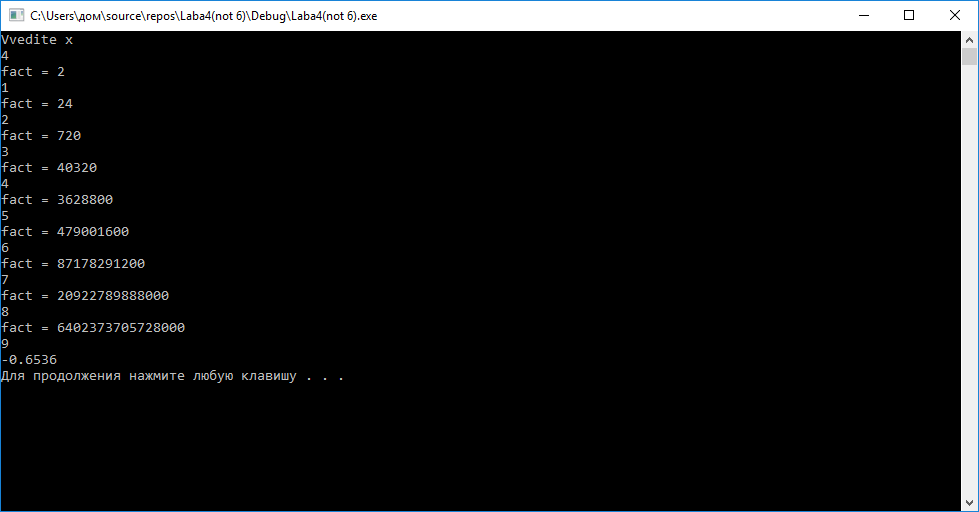 C:\Users\дом\source\repos\Laba4(not 6)\Debug\Laba4(not 6).exe
Vvedite x
4
fact = 2
1
fact = 24
2
fact = 720
3
fact = 40320
4
fact = 3628800
5
fact = 479001600
6
fact = 87178291200
7
fact = 20922789888000
8
fact = 6402373705728000
9
-0.6536
Для продолжения нажмите любую клавишу . . .